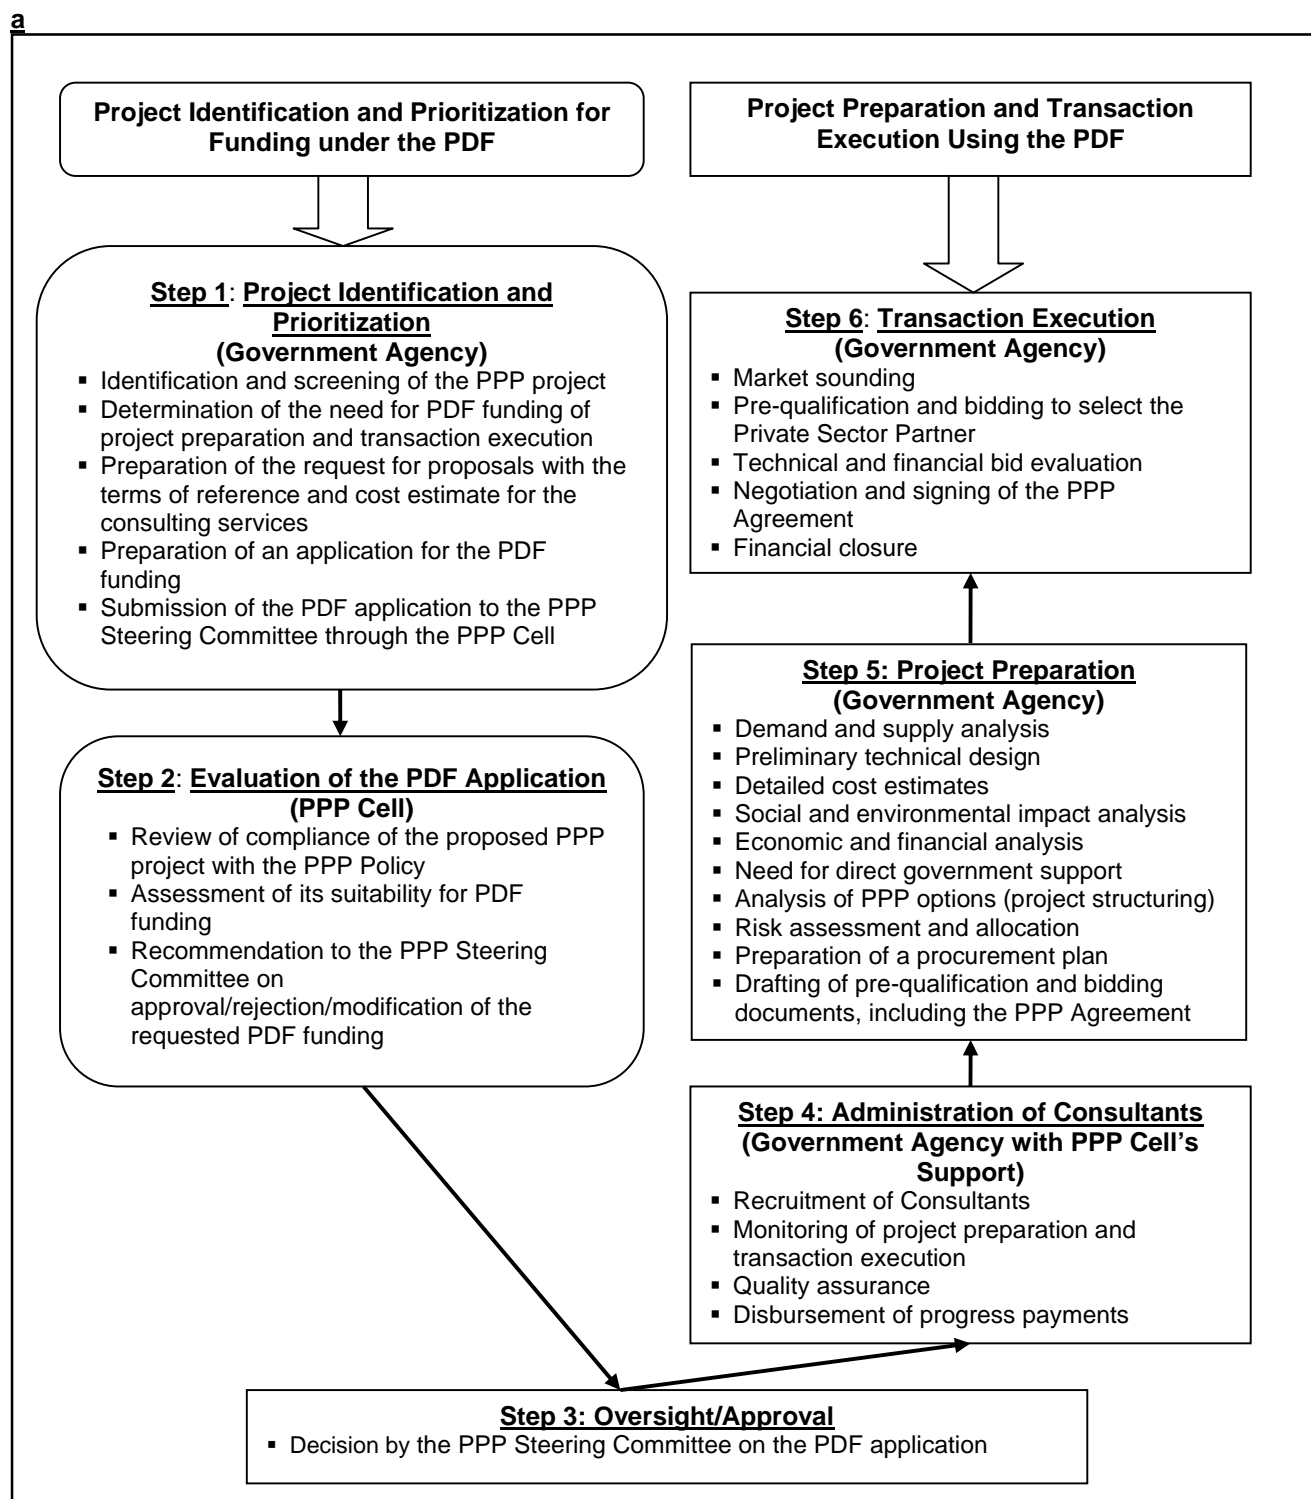 a
Project Identification and Prioritization for
Funding under the PDF
Step 1: Project Identification and
Prioritization
(Government Agency)
▪ Identification and screening of the PPP project
▪ Determination of the need for PDF funding of
project preparation and transaction execution
▪ Preparation of the request for proposals with the
terms of reference and cost estimate for the
consulting services
▪ Preparation of an application for the PDF
funding
▪ Submission of the PDF application to the PPP
Steering Committee through the PPP Cell
Step 2: Evaluation of the PDF Application
(PPP Cell)
▪ Review of compliance of the proposed PPP
project with the PPP Policy
▪ Assessment of its suitability for PDF
funding
▪ Recommendation to the PPP Steering
Committee on
approval/rejection/modification of the
requested PDF funding
Step 3: Oversight/Approval
▪ Decision by the PPP Steering Committee on the PDF application
Project Preparation and Transaction
Execution Using the PDF
Step 6: Transaction Execution
(Government Agency)
▪ Market sounding
▪ Pre-qualification and bidding to select the
Private Sector Partner
▪ Technical and financial bid evaluation
▪ Negotiation and signing of the PPP
Agreement
▪ Financial closure
Step 5: Project Preparation
(Government Agency)
▪ Demand and supply analysis
▪ Preliminary technical design
▪ Detailed cost estimates
▪ Social and environmental impact analysis
▪ Economic and financial analysis
▪ Need for direct government support
▪ Analysis of PPP options (project structuring)
▪ Risk assessment and allocation
▪ Preparation of a procurement plan
▪ Drafting of pre-qualification and bidding
documents, including the PPP Agreement
Step 4: Administration of Consultants
(Government Agency with PPP Cell's
Support)
▪ Recruitment of Consultants
▪ Monitoring of project preparation and
transaction execution
▪ Quality assurance
▪ Disbursement of progress payments